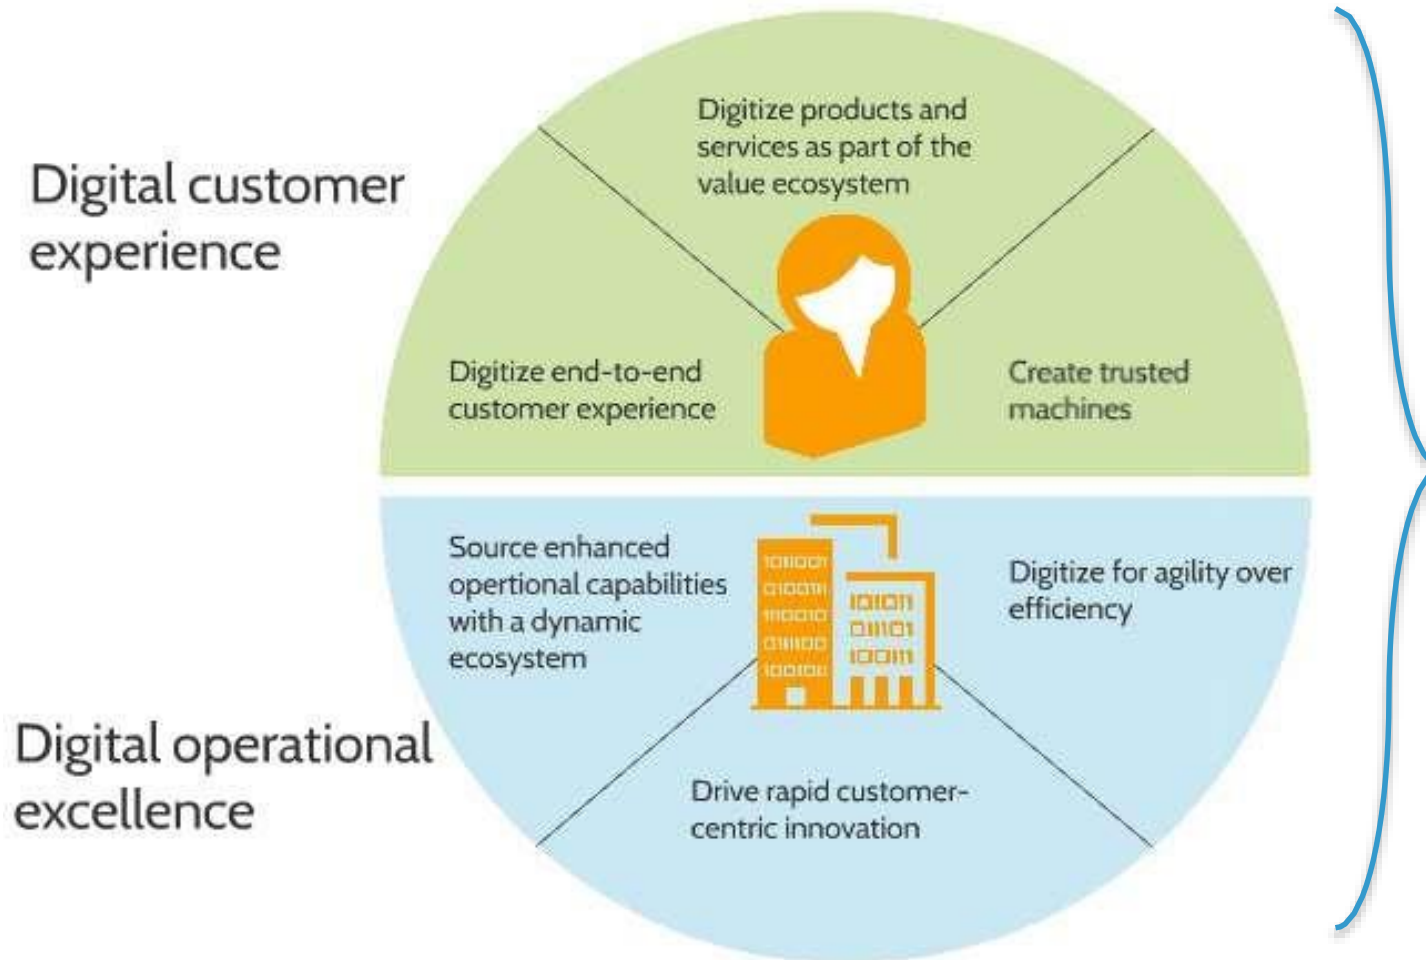 Digital customer
experience
Digitize products and
services as part of the
value ecosystem
Digitize end-to-end
customer experience
Create trusted
machines
Digital operational
excellence
Source enhanced
opertional capabilities
with a dynamic
ecosystem
Digitize for agility over
efficiency
Drive rapid customer-
centric innovation